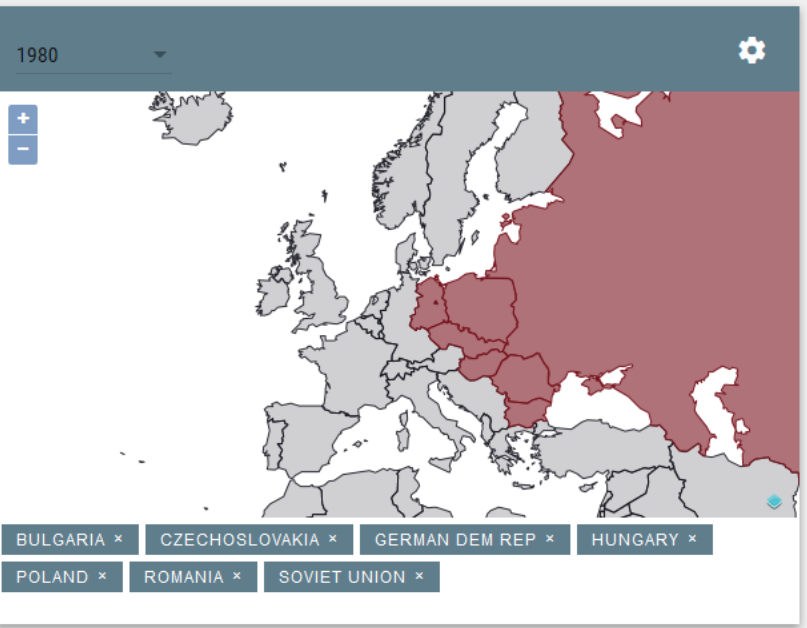 1980
+
−
BULGARIA × CZECHOSLOVAKIA × GERMAN DEM REP × HUNGARY ×
POLAND × ROMANIA × SOVIET UNION ×